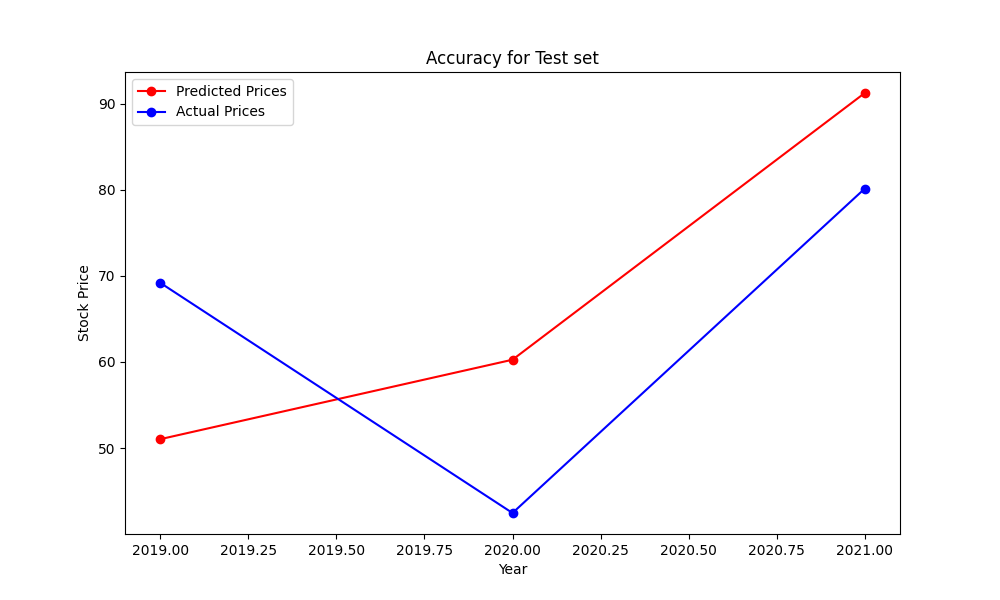 Accuracy for Test set
Predicted Prices
Actual Prices
90
80
70
60
50
Stock Price
2019.00 2019.25 2019.50 2019.75 2020.00 2020.25 2020.50 2020.75 2021.00
Year